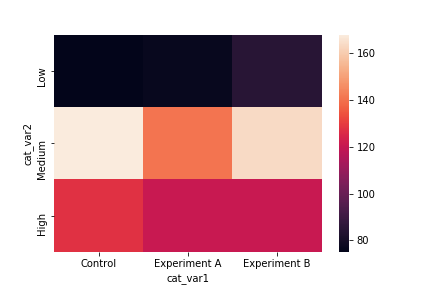 Low
Medium
High
cat_var2
Control
Experiment A
Experiment B
cat_var1
160
140
120
100
80